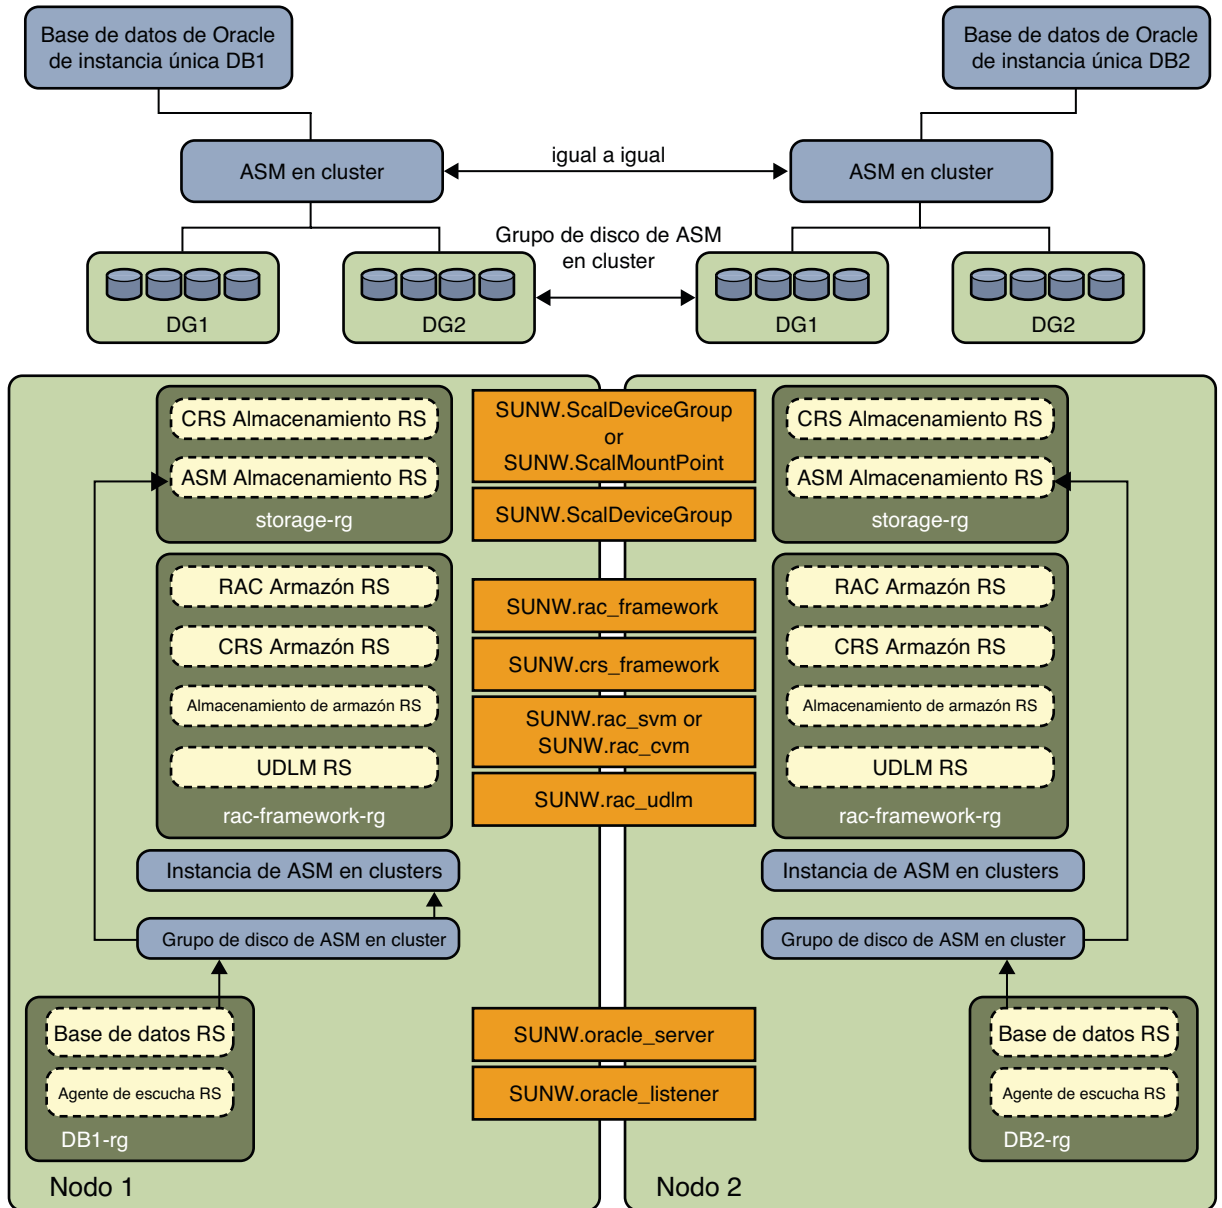 Base de datos de Oracle
de instancia única DB1
Base de datos de Oracle
de instancia única DB2
ASM en cluster
igual a igual
ASM en cluster
Grupo de disco de ASM
en cluster
DG1
DG2
DG1
DG2
CRS Almacenamiento RS
ASM Almacenamiento RS
storage-rg
SUNW.ScalDeviceGroup
or
SUNW.ScalMountPoint
SUNW.ScalDeviceGroup
CRS Almacenamiento RS
ASM Almacenamiento RS
storage-rg
RAC Armazón RS
CRS Armazón RS
Almacenamiento de armazón RS
UDLM RS
rac-framework-rg
SUNW.rac_framework
SUNW.crs_framework
SUNW.rac_svm or
SUNW.rac_cvm
SUNW.rac_udlm
RAC Armazón RS
CRS Armazón RS
Almacenamiento de armazón RS
UDLM RS
rac-framework-rg
Instancia de ASM en clusters
Grupo de disco de ASM en cluster
Instancia de ASM en clusters
Grupo de disco de ASM en cluster
Base de datos RS
Agente de escucha RS
DB1-rg
SUNW.oracle_server
SUNW.oracle_listener
Base de datos RS
Agente de escucha RS
DB2-rg
Nodo 1
Nodo 2